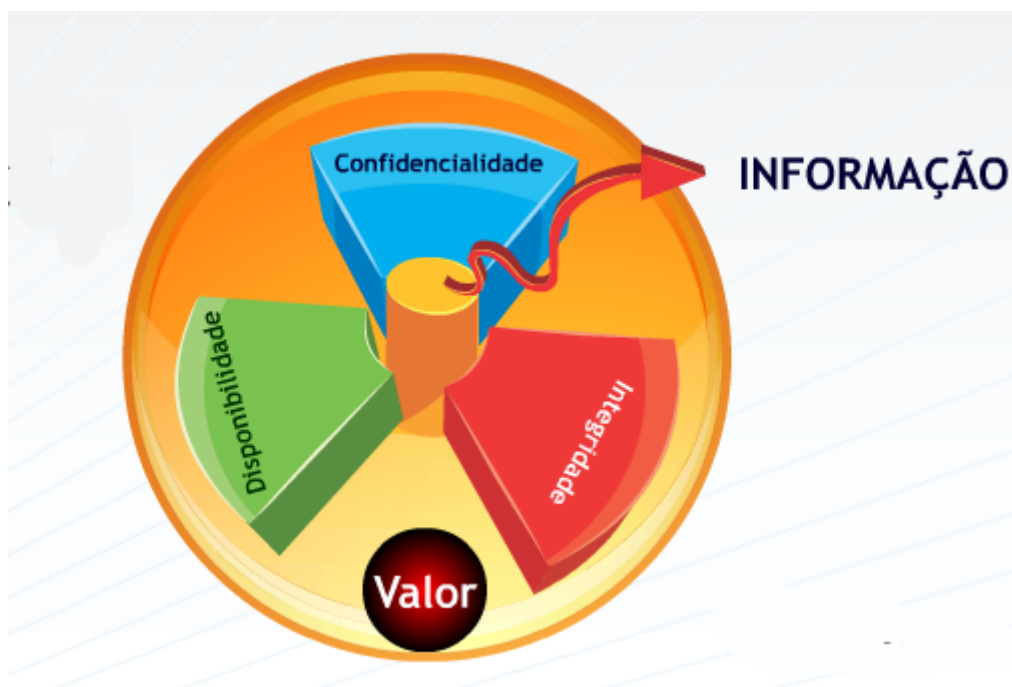 Confidencialidade
INFORMAÇÃO
Disponibilidade
Integridade
Valor